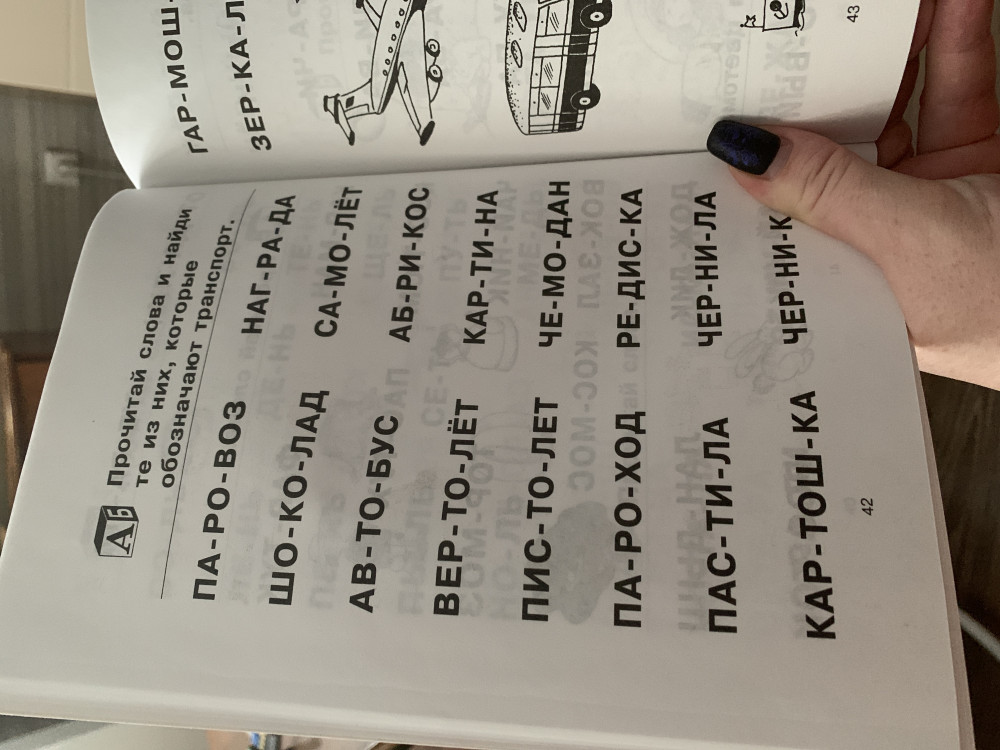 АБ
Прочитай слова и найди
те из них, которые
обозначают транспорт.
ПА-РО-ВОЗ НАГ-РА-ДА
ШО-КО-ЛАД СА-МО-ЛЁТ
АВ-ТО-БУС АБ-РИ-КОС
ВЕР-ТО-ЛЁТ КАР-ТИ-НА
ПИС-ТО-ЛЕТ ЧЕ-МО-ДАН
ПА-РО-ХОД РЕ-ДИС-КА
ПАС-ТИ-ЛА ЧЕР-НИ-ЛА
КАР-ТОШ-КА ЧЕР-НИ-К
42
ГАР-МОШ-
ЗЕР-КА-Л
43